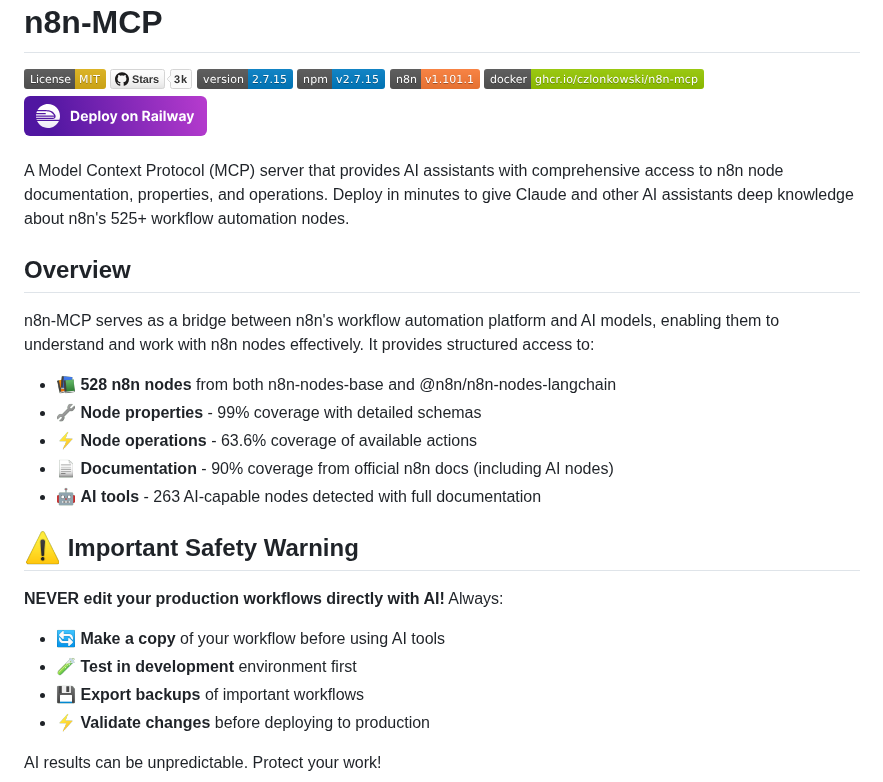 n8n-MCP
License MIT Stars 3k version 2.7.15 npm v2.7.15 n8n v1.101.1 docker ghcr.io/czlonkowski/n8n-mcp
Deploy on Railway
A Model Context Protocol (MCP) server that provides AI assistants with comprehensive access to n8n node
documentation, properties, and operations. Deploy in minutes to give Claude and other AI assistants deep knowledge
about n8n's 525+ workflow automation nodes.
Overview
n8n-MCP serves as a bridge between n8n's workflow automation platform and AI models, enabling them to
understand and work with n8n nodes effectively. It provides structured access to:
• 📚 528 n8n nodes from both n8n-nodes-base and @n8n/n8n-nodes-langchain
• 🔧 Node properties - 99% coverage with detailed schemas
• ⚡ Node operations - 63.6% coverage of available actions
• 📄 Documentation - 90% coverage from official n8n docs (including AI nodes)
• 🤖 AI tools - 263 AI-capable nodes detected with full documentation
⚠️ Important Safety Warning
NEVER edit your production workflows directly with AI! Always:
• 🔄 Make a copy of your workflow before using AI tools
• 🧪 Test in development environment first
• 💾 Export backups of important workflows
• ⚡ Validate changes before deploying to production
AI results can be unpredictable. Protect your work!